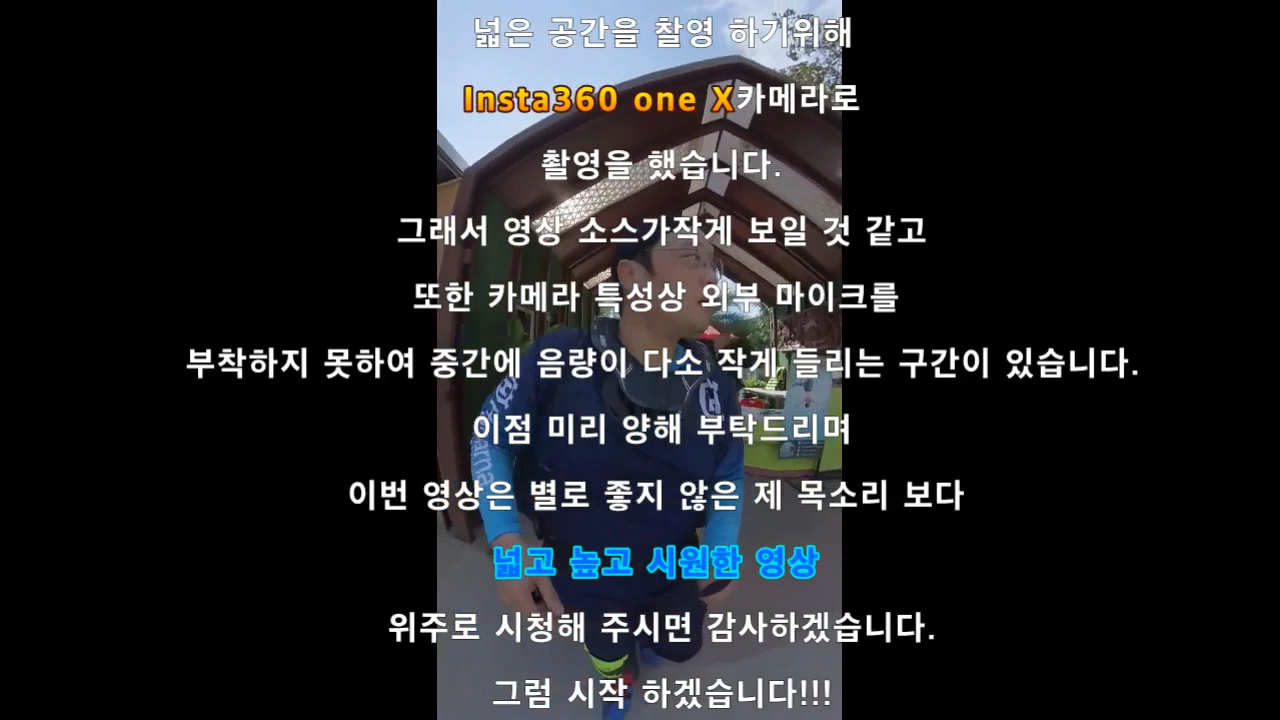 넓은 공간을 촬영 하기위해
Insta360 one X카메라로
촬영을 했습니다.
그래서 영상 소스가작게 보일 것 같고
또한 카메라 특성상 외부 마이크를
부착하지 못하여 중간에 음량이 다소 작게 들리는 구간이 있습니다.
이점 미리 양해 부탁드리며
이번 영상은 별로 좋지 않은 제 목소리 보다
넓고 높고 시원한 영상
위주로 시청해 주시면 감사하겠습니다.
그럼 시작 하겠습니다!!!